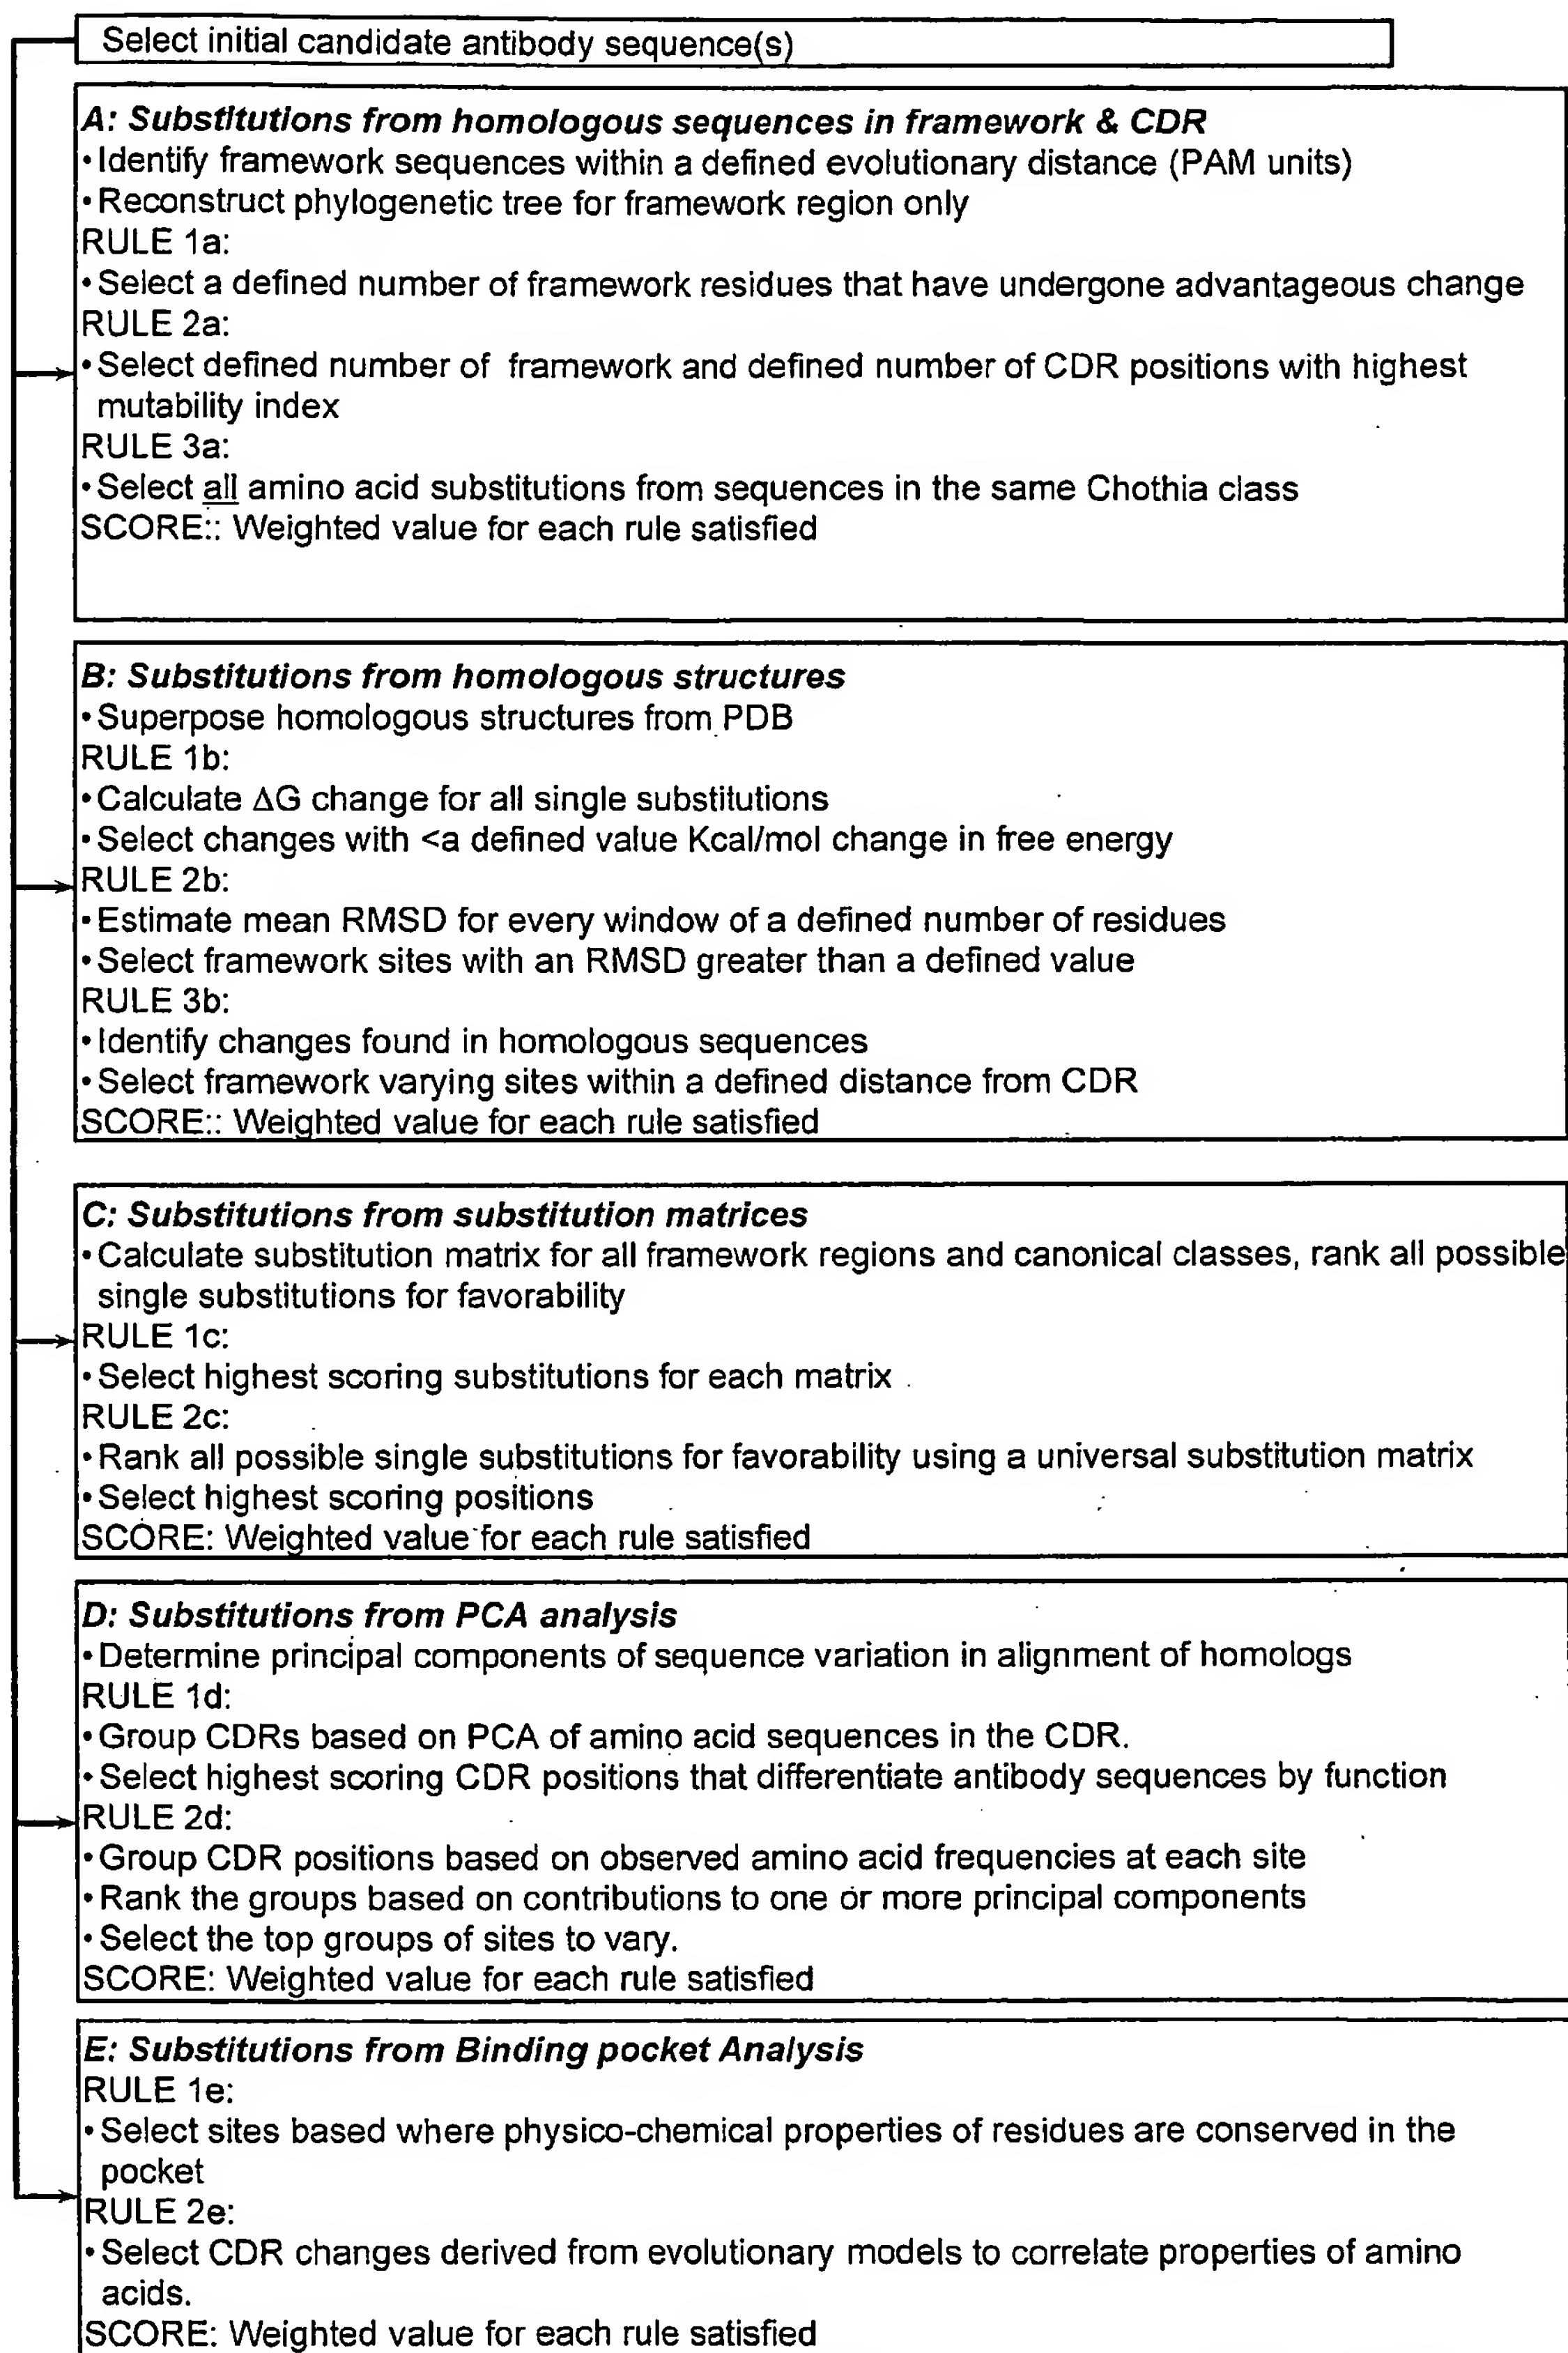 Select initial candidate antibody sequence(s)
A: Substitutions from homologous sequences in framework & CDR
• Identify framework sequences within a defined evolutionary distance (PAM units)
• Reconstruct phylogenetic tree for framework region only
RULE 1a:
• Select a defined number of framework residues that have undergone advantageous change
RULE 2a:
• Select defined number of framework and defined number of CDR positions with highest
mutability index
RULE 3a:
• Select all amino acid substitutions from sequences in the same Chothia class
SCORE:: Weighted value for each rule satisfied
B: Substitutions from homologous structures
• Superpose homologous structures from PDB
RULE 1b:
• Calculate ΔG change for all single substitutions
• Select changes with <a defined value Kcal/mol change in free energy
RULE 2b:
• Estimate mean RMSD for every window of a defined number of residues
• Select framework sites with an RMSD greater than a defined value
RULE 3b:
• Identify changes found in homologous sequences
• Select framework varying sites within a defined distance from CDR
SCORE:: Weighted value for each rule satisfied
C: Substitutions from substitution matrices
• Calculate substitution matrix for all framework regions and canonical classes, rank all possible
single substitutions for favorability
RULE 1c:
• Select highest scoring substitutions for each matrix
RULE 2c:
• Rank all possible single substitutions for favorability using a universal substitution matrix
• Select highest scoring positions
SCORE: Weighted value for each rule satisfied
D: Substitutions from PCA analysis
• Determine principal components of sequence variation in alignment of homologs
RULE 1d:
• Group CDRs based on PCA of amino acid sequences in the CDR.
• Select highest scoring CDR positions that differentiate antibody sequences by function
RULE 2d:
• Group CDR positions based on observed amino acid frequencies at each site
• Rank the groups based on contributions to one or more principal components
• Select the top groups of sites to vary.
SCORE: Weighted value for each rule satisfied
E: Substitutions from Binding pocket Analysis
RULE 1e:
• Select sites based where physico-chemical properties of residues are conserved in the
pocket
RULE 2e:
• Select CDR changes derived from evolutionary models to correlate properties of amino
acids.
SCORE: Weighted value for each rule satisfied